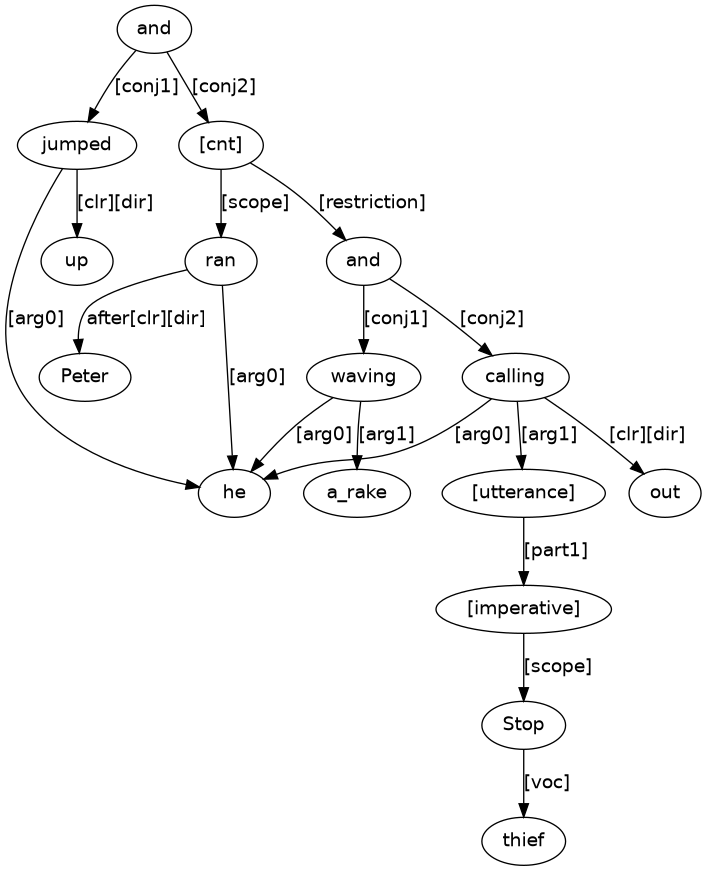 and
[conj1] [conj2]
jumped [cnt]
[clr][dir] [scope] [restriction]
up ran and
[arg0] after[clr][dir] [arg0] [conj1] [conj2]
Peter waving calling
[arg0] [arg1] [arg0] [arg1] [clr][dir]
he a_rake [utterance] out
[part1]
[imperative]
[scope]
Stop
[voc]
thief